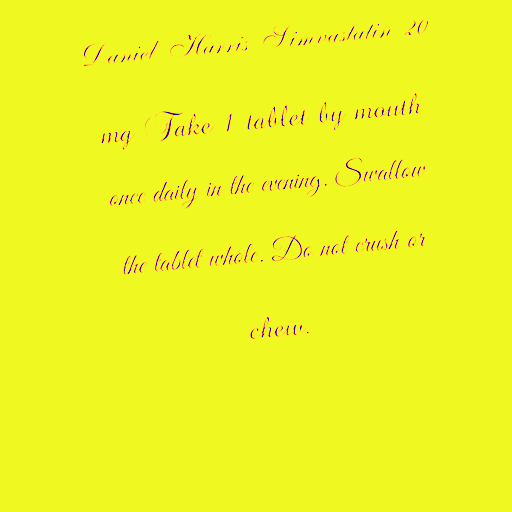 Daniel Harris Simvastatin 20
mg Take 1 tablet by mouth
once daily in the evening. Swallow
the tablet whole. Do not crush or
chew.